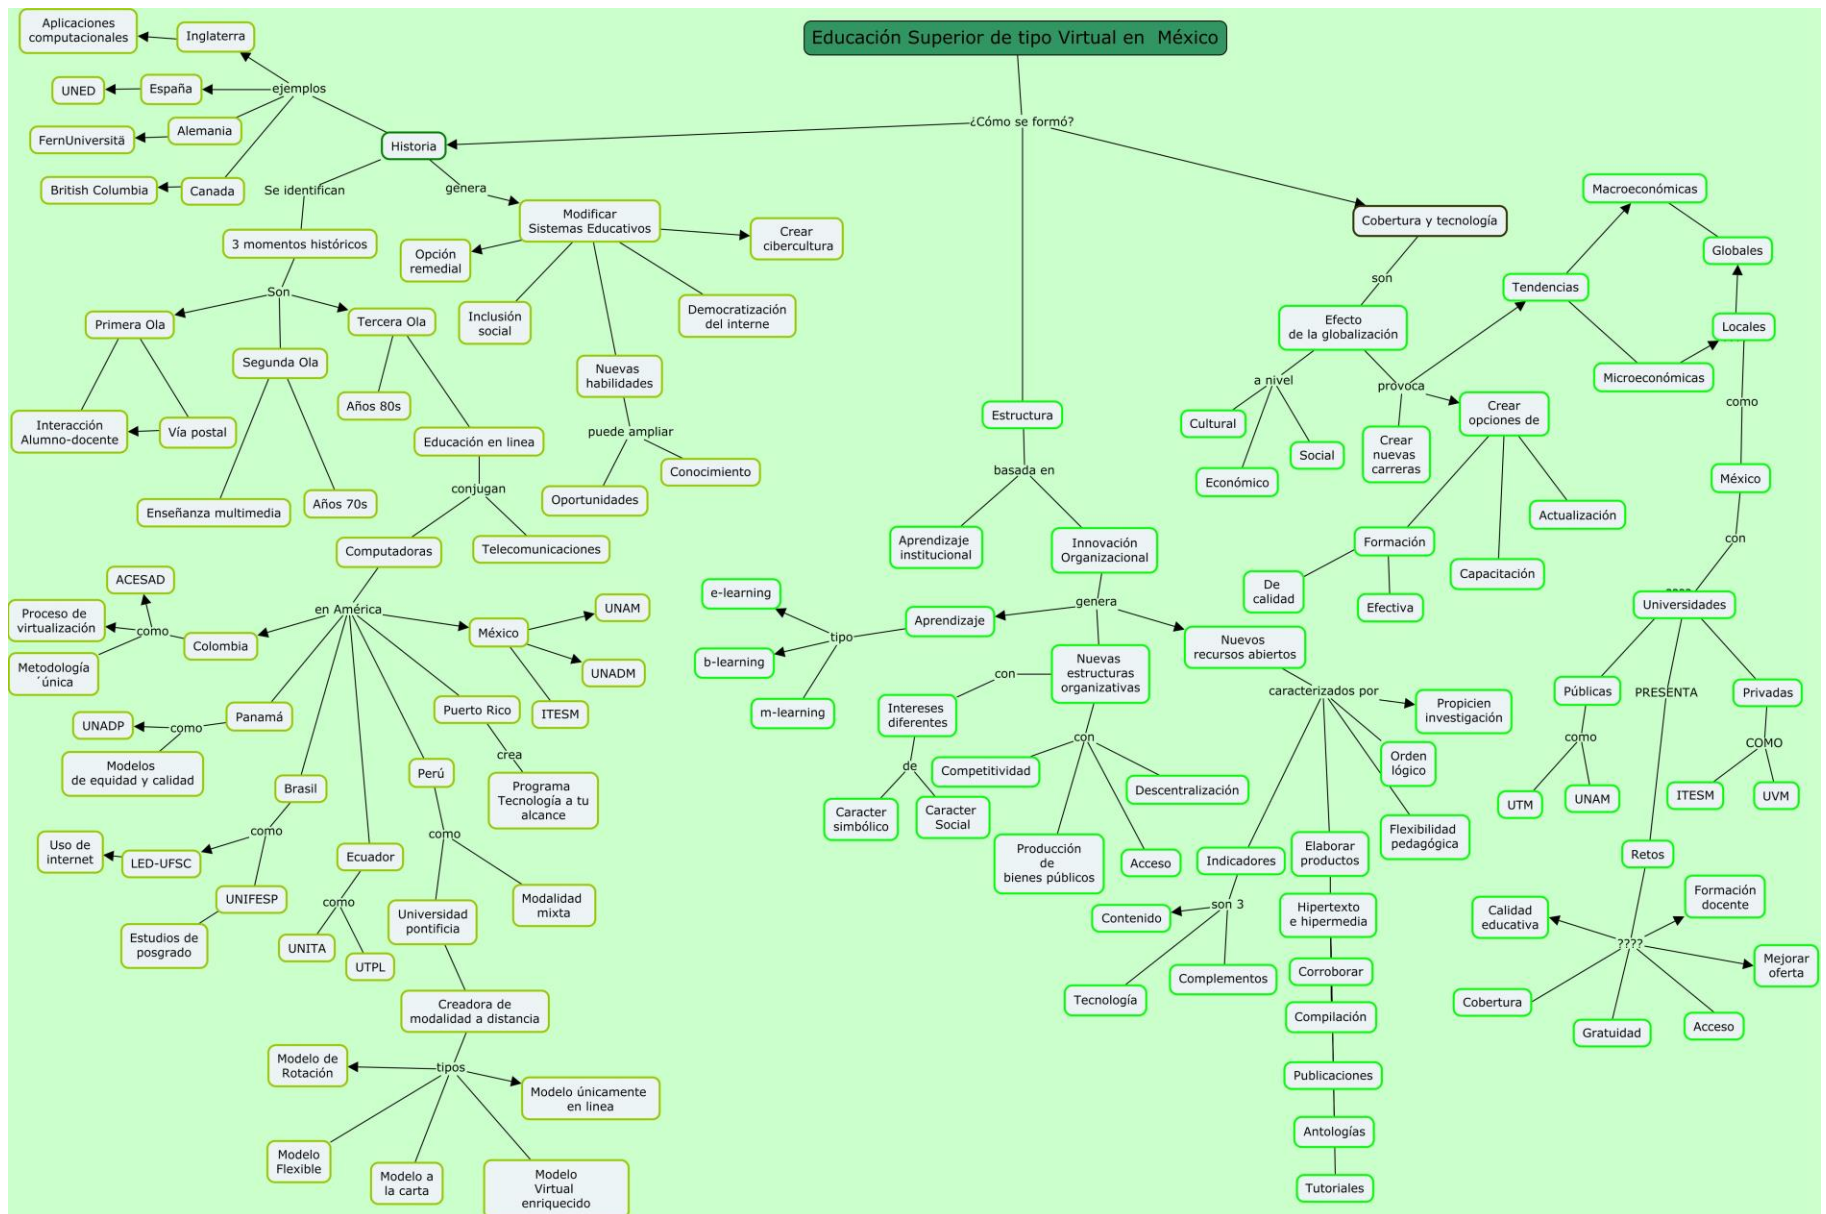 Educación Superior de tipo Virtual en México
¿Cómo se formó?
Historia
ejemplos
Inglaterra
Aplicaciones
computacionales
España
UNED
Alemania
FernUniversitä
Canada
British Columbia
Se identifican
3 momentos históricos
Son
Primera Ola
Interacción
Alumno-docente
Vía postal
Segunda Ola
Enseñanza multimedia
Años 70s
Tercera Ola
Años 80s
Educación en linea
conjugan
Computadoras
Telecomunicaciones
en América
Colombia
como
ACESAD
Proceso de
virtualización
Metodología
´única
Panamá
como
UNADP
Modelos
de equidad y calidad
Brasil
como
LED-UFSC
Uso de
internet
UNIFESP
Estudios de
posgrado
Ecuador
como
UNITA
UTPL
Perú
como
Universidad
pontificia
Modalidad
mixta
Creadora de
modalidad a distancia
tipos
Modelo de
Rotación
Modelo
Flexible
Modelo a
la carta
Modelo
Virtual
enriquecido
Modelo únicamente
en linea
Puerto Rico
crea
Programa
Tecnología a tu
alcance
México
UNAM
UNADM
ITESM
genera
Modificar
Sistemas Educativos
Opción
remedial
Inclusión
social
Nuevas
habilidades
puede ampliar
Oportunidades
Conocimiento
Democratización
del interne
Crear
cibercultura
Estructura
basada en
Aprendizaje
institucional
Innovación
Organizacional
genera
Aprendizaje
tipo
e-learning
b-learning
m-learning
Nuevas
estructuras
organizativas
con
Intereses
diferentes
de
Caracter
simbólico
Caracter
Social
con
Competitividad
Producción
de
bienes públicos
Acceso
Descentralización
Nuevos
recursos abiertos
caracterizados por
Propicien
investigación
Orden
lógico
Flexibilidad
pedagógica
Elaborar
productos
Hipertexto
e hipermedia
Corroborar
Compilación
Publicaciones
Antologías
Tutoriales
Indicadores
son 3
Contenido
Tecnología
Complementos
Cobertura y tecnología
son
Efecto
de la globalización
a nivel
Cultural
Económico
Social
provoca
Crear
nuevas
carreras
Crear
opciones de
Formación
De
calidad
Efectiva
Capacitación
Actualización
Tendencias
Macroeconómicas
Globales
Microeconómicas
Locales
como
México
con
????
Universidades
Públicas
como
UTM
UNAM
PRESENTA
Retos
????
Calidad
educativa
Formación
docente
Mejorar
oferta
Cobertura
Gratuidad
Acceso
Privadas
COMO
ITESM
UVM